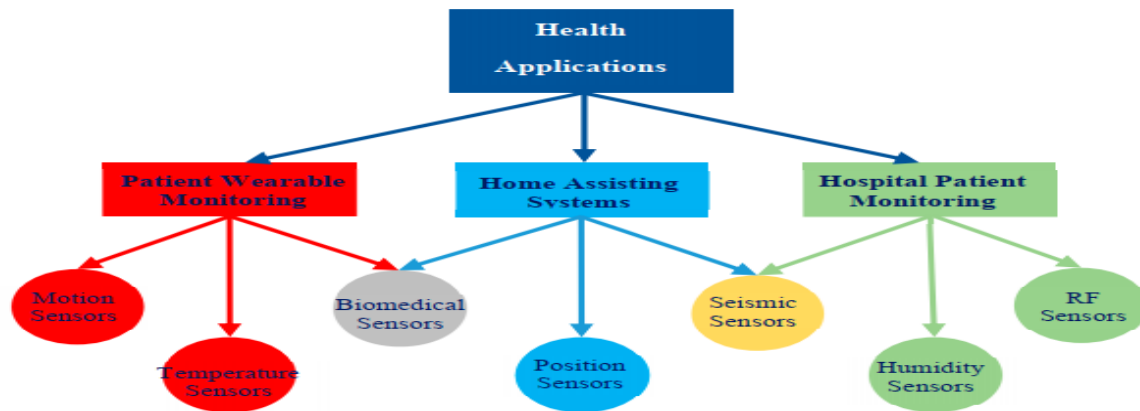 Health
Applications
Patient Wearable
Monitoring
Home Assisting
Systems
Hospital Patient
Monitoring
Motion
Sensors
Biomedical
Sensors
Seismic
Sensors
RF
Sensors
Temperature
Sensors
Position
Sensors
Humidity
Sensors